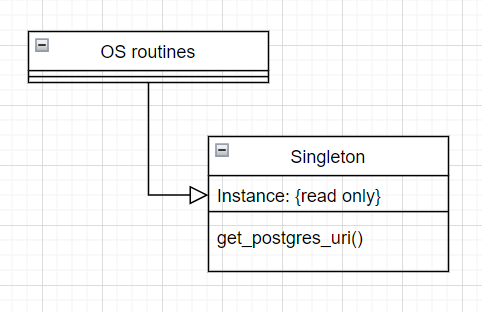 OS routines
Singleton
Instance: {read only}
get_postgres_uri()